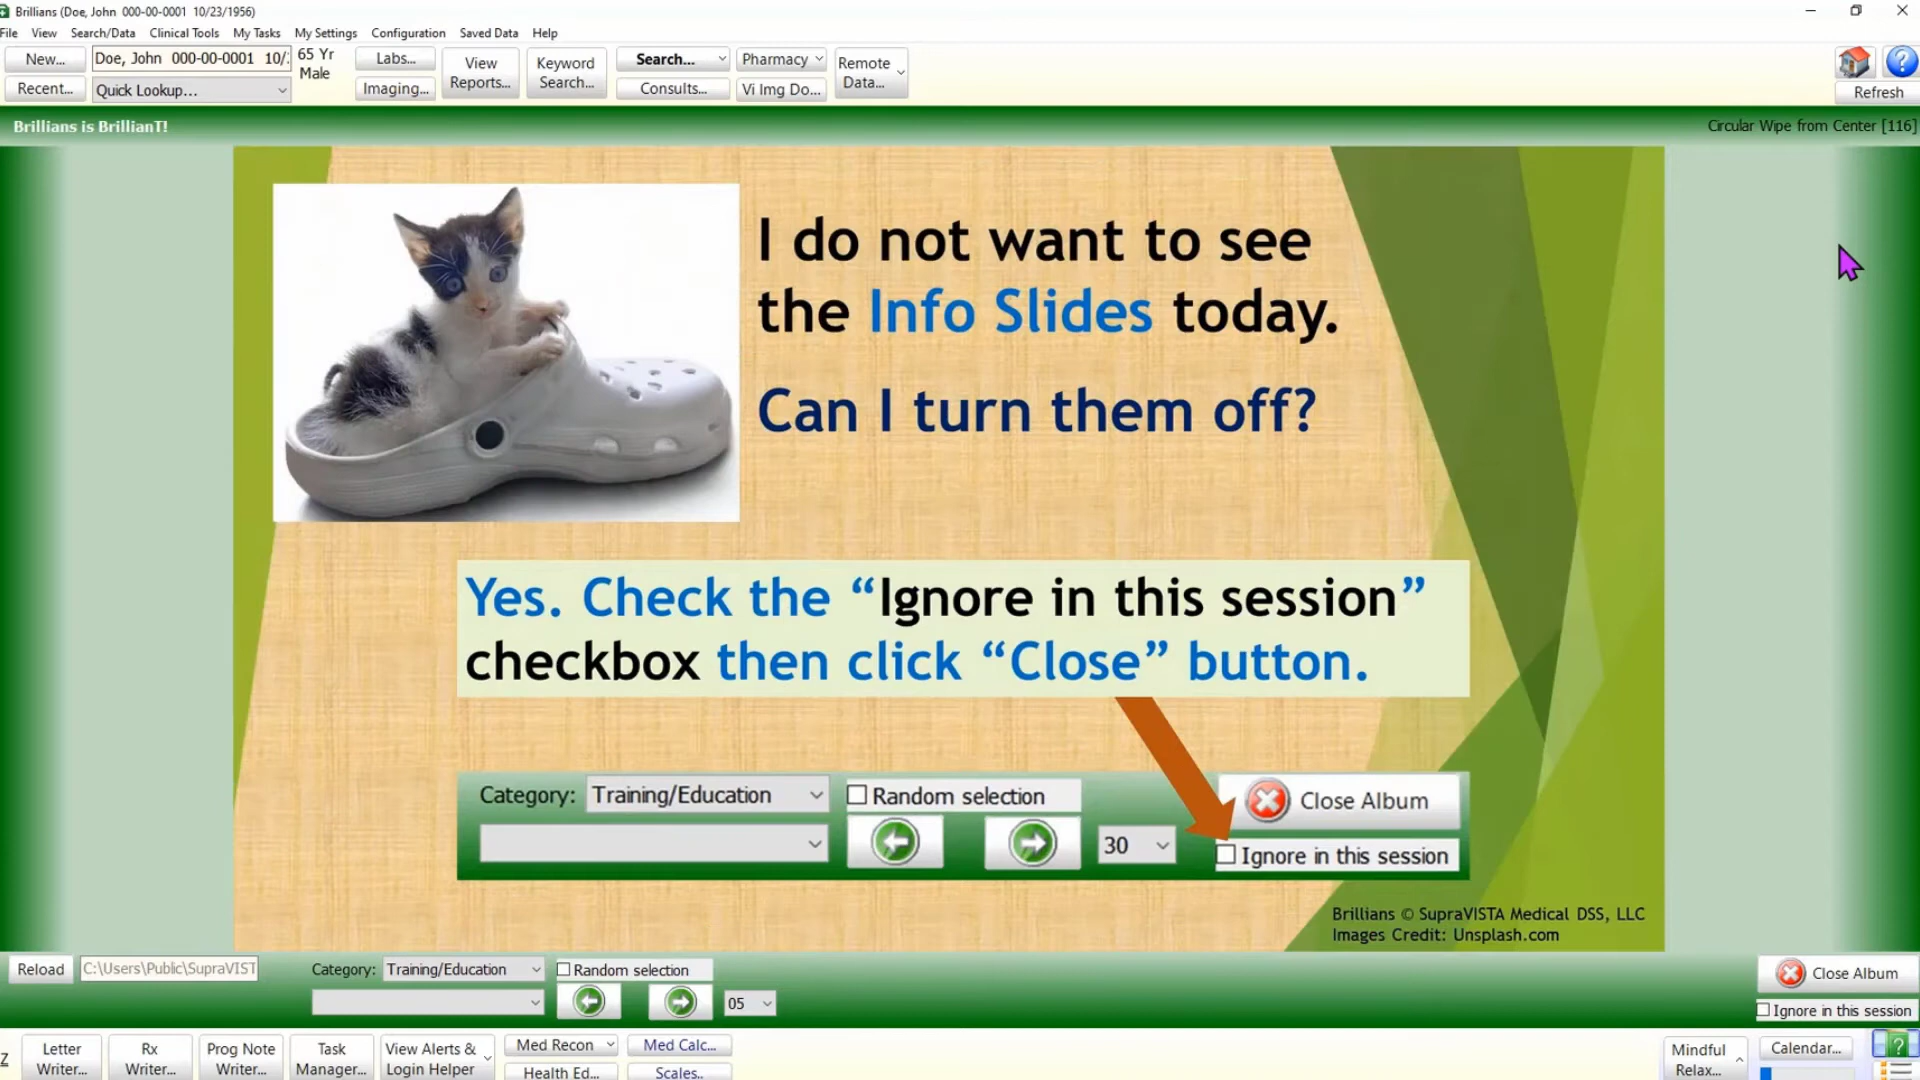 Brillians (Doe, John 000-00-0001 10/23/1956)
File View Search/Data Clinical Tools My Tasks My Settings Configuration Saved Data Help
New... Doe, John 000-00-0001 10/ 65 Yr Male Labs... View Reports... Keyword Search... Search... Pharmacy Remote Data...
Recent... Quick Lookup... Imaging... Consults... Vi Img Do... Refresh
Brillians is BrillianT! Circular Wipe from Center [116]
I do not want to see
the Info Slides today.
Can I turn them off?
Yes. Check the “Ignore in this session”
checkbox then click “Close” button.
Category: Training/Education Random selection Close Album
30 Ignore in this session
Brillians © SupraVISTA Medical DSS, LLC
Images Credit: Unsplash.com
Reload C:\Users\Public\SupraVIST Category: Training/Education Random selection Close Album
05 Ignore in this session
Z Letter Writer... Rx Writer... Prog Note Writer... Task Manager... View Alerts & Login Helper Med Recon Med Calc... Mindful Relax... Calendar...
Health Ed... Scales..